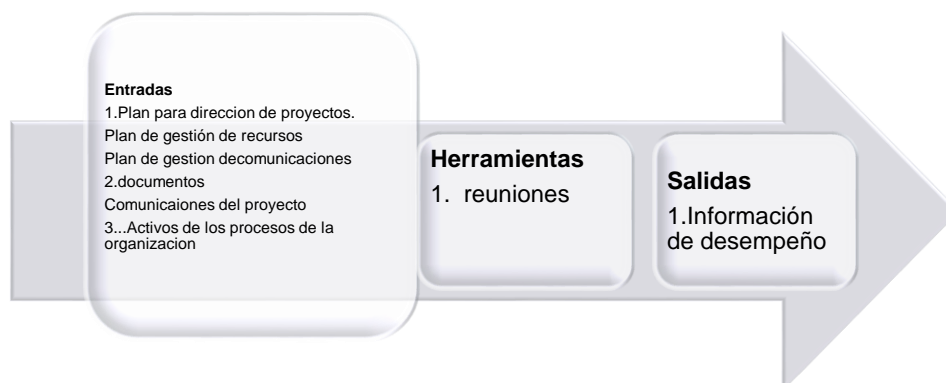 Entradas
1.Plan para direccion de proyectos.
Plan de gestión de recursos
Plan de gestion decomunicaciones
2.documentos
Comunicaiones del proyecto
3...Activos de los procesos de la
organizacion
Herramientas
1. reuniones
Salidas
1.Información
de desempeño